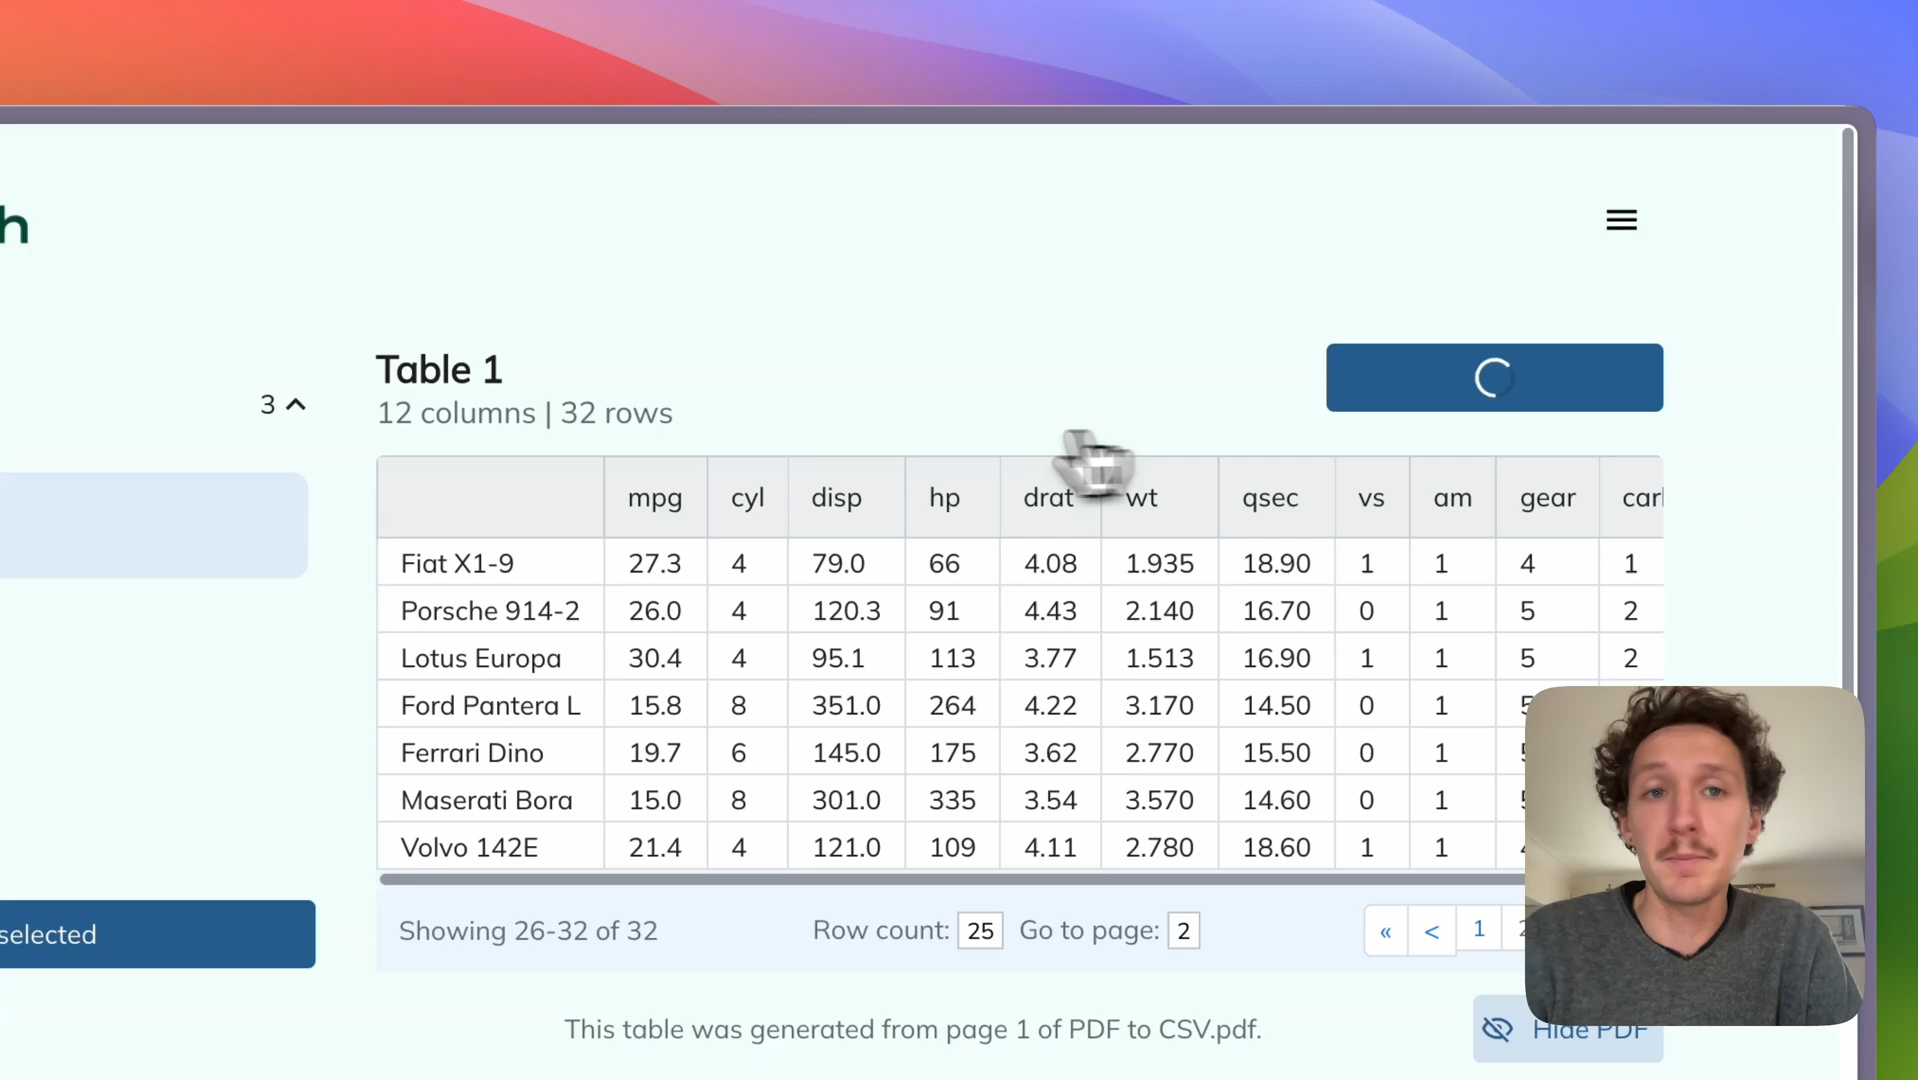 h
Table 1
12 columns | 32 rows
3
mpg cyl disp hp drat wt qsec vs am gear
Fiat X1-9 27.3 4 79.0 66 4.08 1.935 18.90 1 1 4 1
Porsche 914-2 26.0 4 120.3 91 4.43 2.140 16.70 0 1 5 2
Lotus Europa 30.4 4 95.1 113 3.77 1.513 16.90 1 1 5 2
Ford Pantera L 15.8 8 351.0 264 4.22 3.170 14.50 0 1
Ferrari Dino 19.7 6 145.0 175 3.62 2.770 15.50 0 1
Maserati Bora 15.0 8 301.0 335 3.54 3.570 14.60 0 1
Volvo 142E 21.4 4 121.0 109 4.11 2.780 18.60 1 1
selected
Showing 26-32 of 32 Row count: 25 Go to page: 2 « < 1
This table was generated from page 1 of PDF to CSV.pdf.
Hide PDF